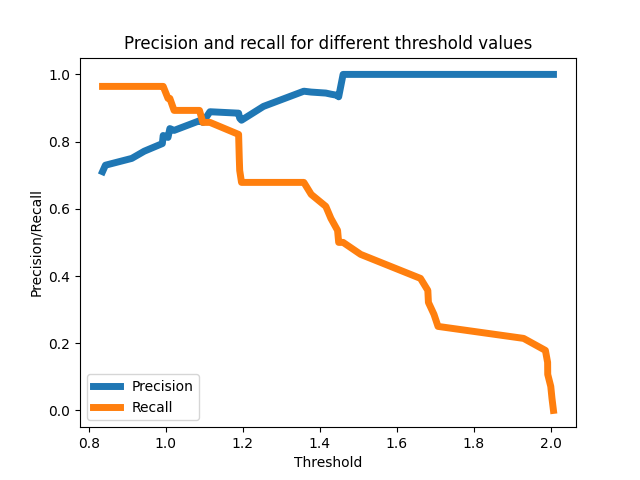 Precision and recall for different threshold values
Precision/Recall
1.0
0.8
0.6
0.4
0.2
0.0
Precision
Recall
0.8 1.0 1.2 1.4 1.6 1.8 2.0
Threshold